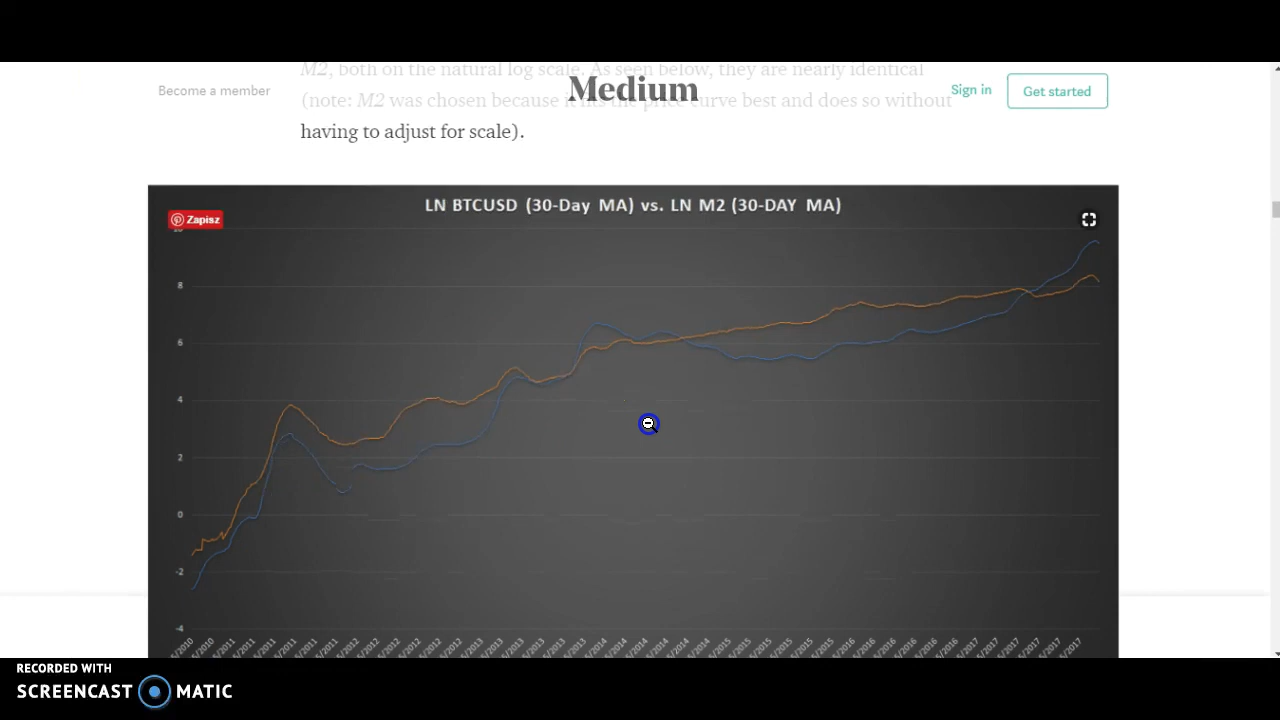 M2, both on the natural log scale. As seen below, they are nearly identical
Become a member
Medium
Sign in
Get started
(note: M2 was chosen because it fits the price curve best and does so without
having to adjust for scale).
LN BTCUSD (30-Day MA) vs. LN M2 (30-DAY MA)
Zapisz
10
8
6
4
2
0
-2
-4
RECORDED WITH
SCREENCAST MATIC